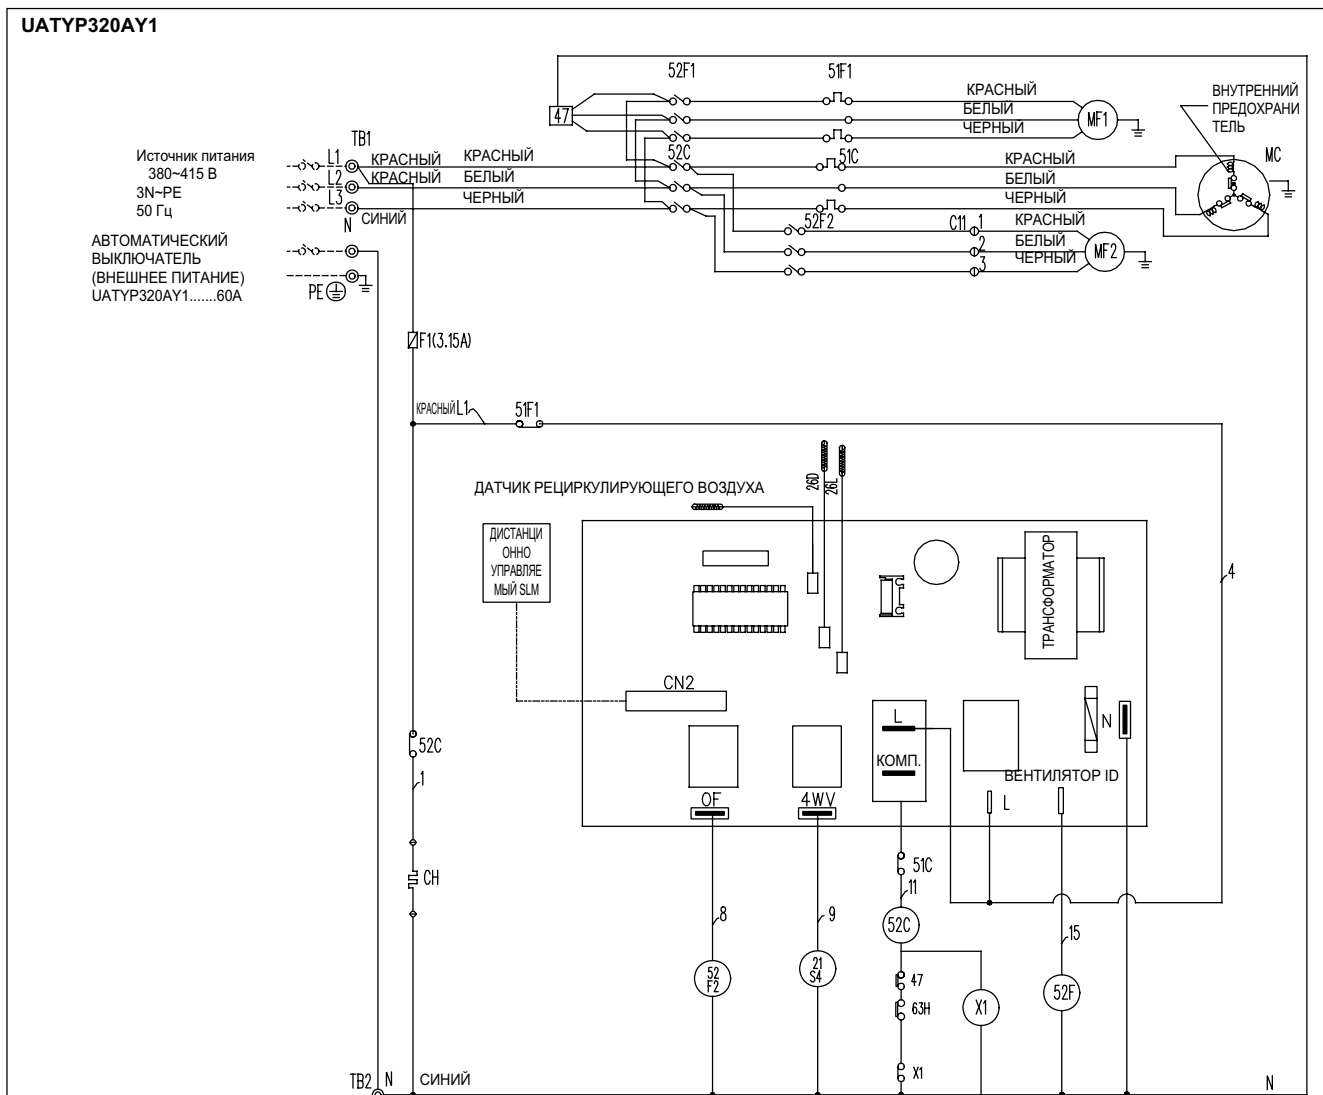 UATYP320AY1
52F1
51F1
КРАСНЫЙ
БЕЛЫЙ
ЧЕРНЫЙ
47
MF1
ВНУТРЕННИЙ
ПРЕДОХРАНИ
ТЕЛЬ
MC
TB1
Источник питания
380~415 В
3N~PE
50 Гц
L1
L2
L3
N
КРАСНЫЙ
КРАСНЫЙ
СИНИЙ
КРАСНЫЙ
БЕЛЫЙ
ЧЕРНЫЙ
52C
51C
КРАСНЫЙ
БЕЛЫЙ
ЧЕРНЫЙ
52F2
C11
1
2
3
КРАСНЫЙ
БЕЛЫЙ
ЧЕРНЫЙ
MF2
АВТОМАТИЧЕСКИЙ
ВЫКЛЮЧАТЕЛЬ
(ВНЕШНЕЕ ПИТАНИЕ)
UATYP320AY1.......60A
PE
F1(3.15A)
КРАСНЫЙ L1
51F1
ДАТЧИК РЕЦИРКУЛИРУЮЩЕГО ВОЗДУХА
26D
26L
ДИСТАНЦИ
ОННО
УПРАВЛЯЕ
МЫЙ SLM
ТРАНСФОРМАТОР
4
CN2
L
КОМП.
N
ВЕНТИЛЯТОР ID
L
OF
4WV
52C
1
CH
51C
11
52C
8
9
15
52
F2
21
S4
47
63H
X1
X1
52F
TB2
N
СИНИЙ
N